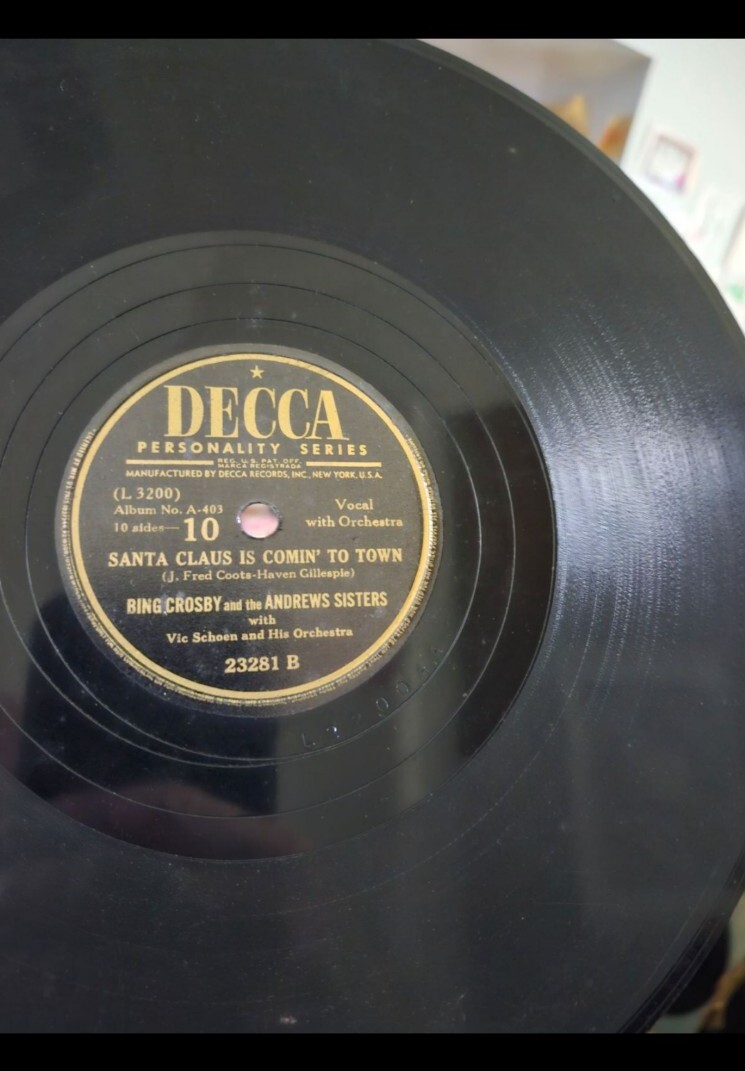 DECCA
PERSONALITY SERIES
REG. U.S. PAT. OFF.
MARCA REGISTRADA
MANUFACTURED BY DECCA RECORDS, INC., NEW YORK, U.S.A.
(L 3200)
Album No. A-403
10 sides—10
Vocal
with Orchestra
SANTA CLAUS IS COMIN' TO TOWN
(J. Fred Coots-Haven Gillespie)
BING CROSBY and the ANDREWS SISTERS
with
Vic Schoen and His Orchestra
23281 B